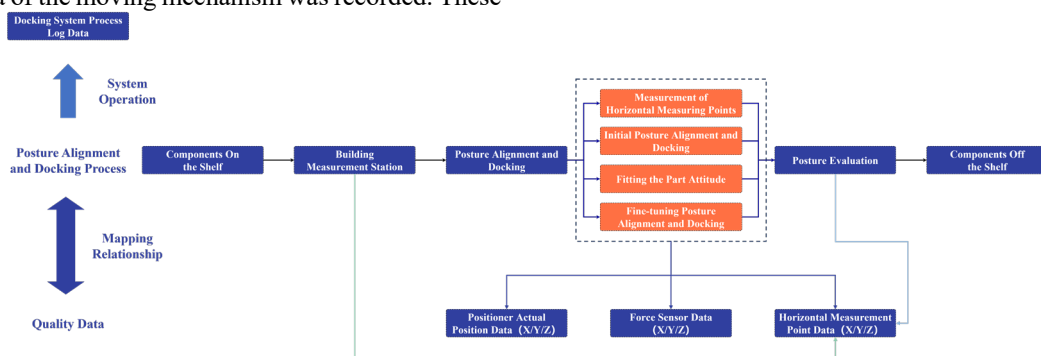 a of the moving mechanism was recorded. These
Docking System Process
Log Data
System
Operation
Posture Alignment
and Docking Process
Components On
the Shelf
Building
Measurement Station
Posture Alignment and
Docking
Measurement of
Horizontal Measuring Points
Initial Posture Alignment and
Docking
Fitting the Part Attitude
Fine-tuning Posture
Alignment and Docking
Posture Evaluation
Components Off
the Shelf
Mapping
Relationship
Quality Data
Positioner Actual
Position Data（X/Y/Z）
Force Sensor Data
（X/Y/Z）
Horizontal Measurement
Point Data（X/Y/Z）